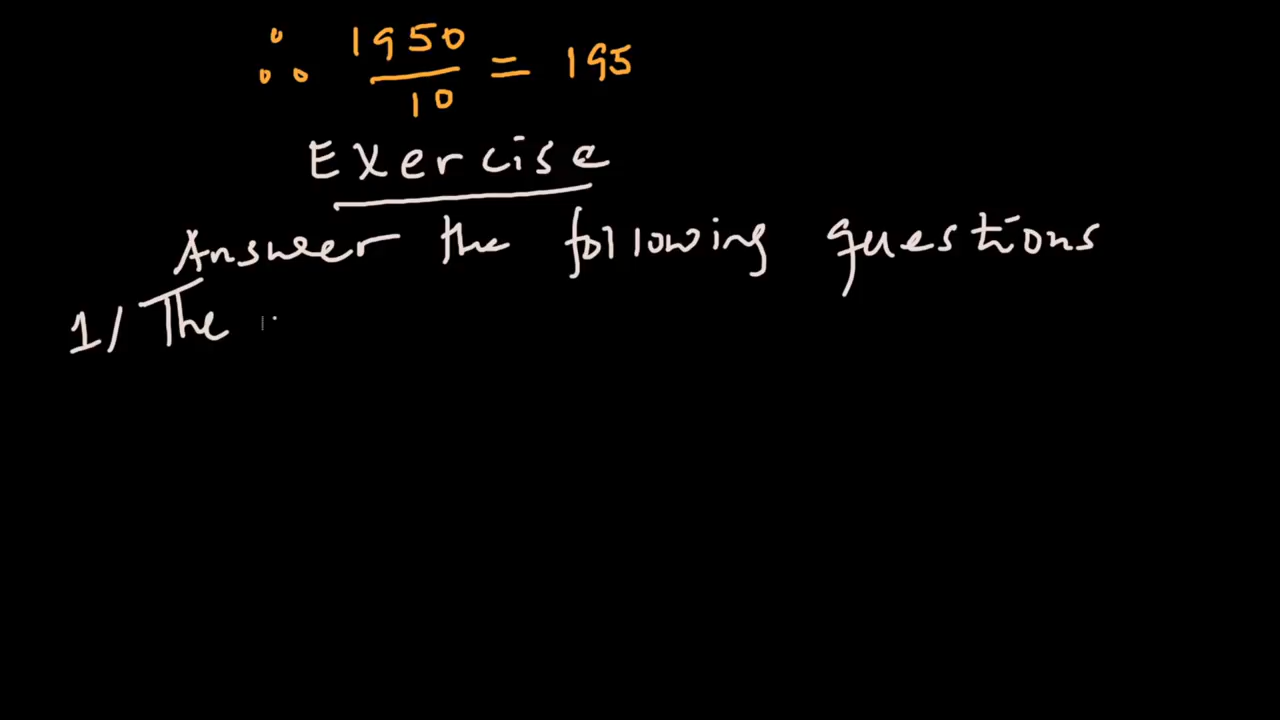 ∴ 1950/10 = 195
Exercise
Answer the following questions
1/ The